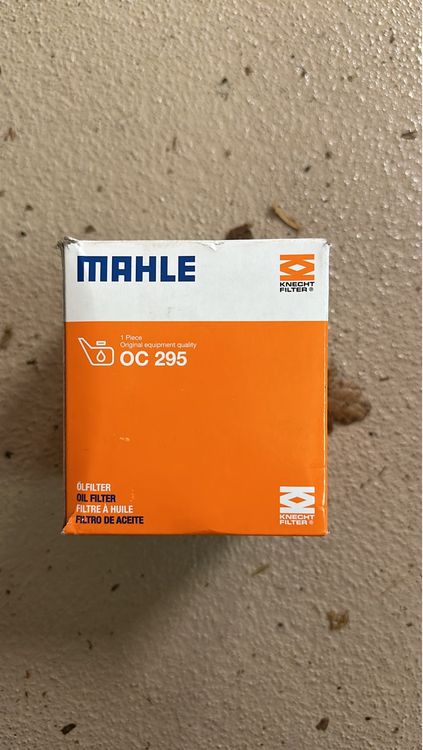 MAHLE
KNECHT
FILTER®
1 Piece
Original equipment quality
OC 295
ÖLFILTER
OIL FILTER
FILTRE À HUILE
FILTRO DE ACEITE
KNECHT
FILTER®